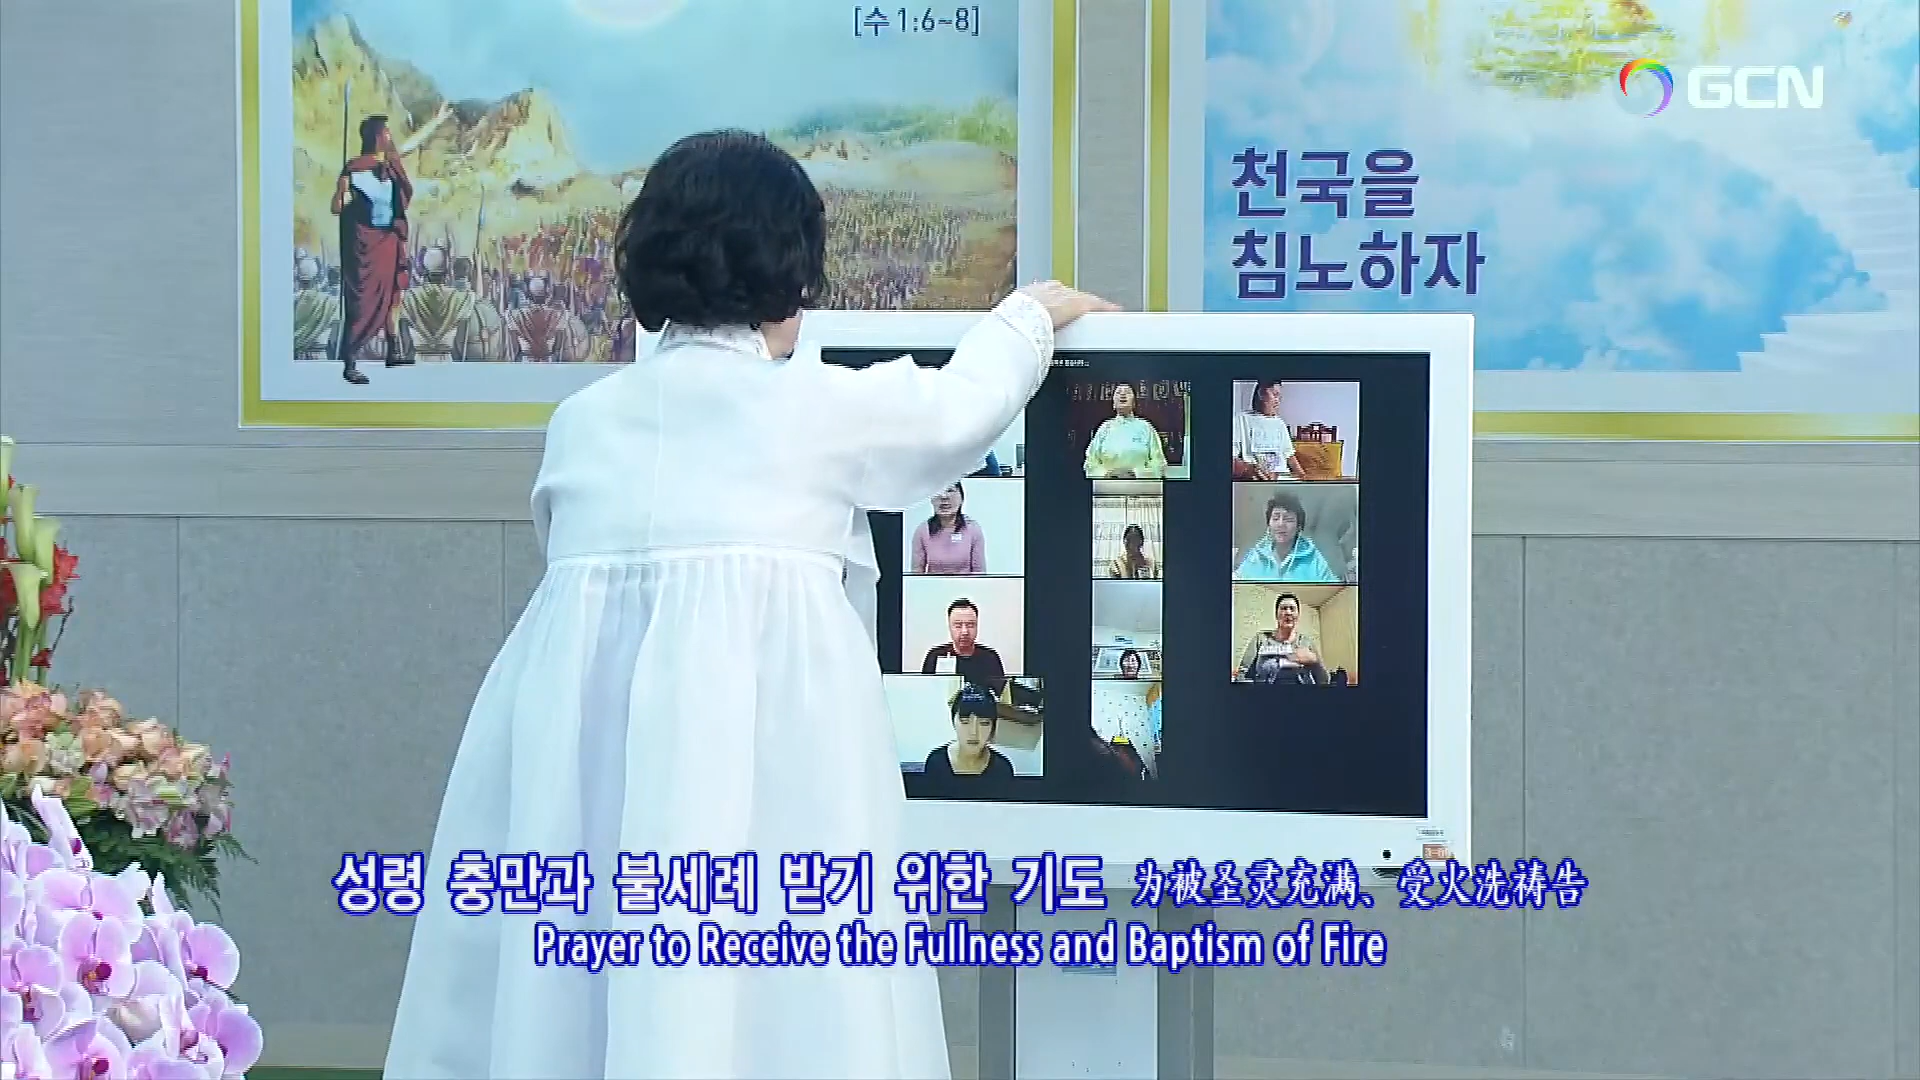 [수 1:6~8]
GCN
천국을
침노하자
성령 충만과 불세례 받기 위한 기도 为被圣灵充满、受火洗祷告
Prayer to Receive the Fullness and Baptism of Fire